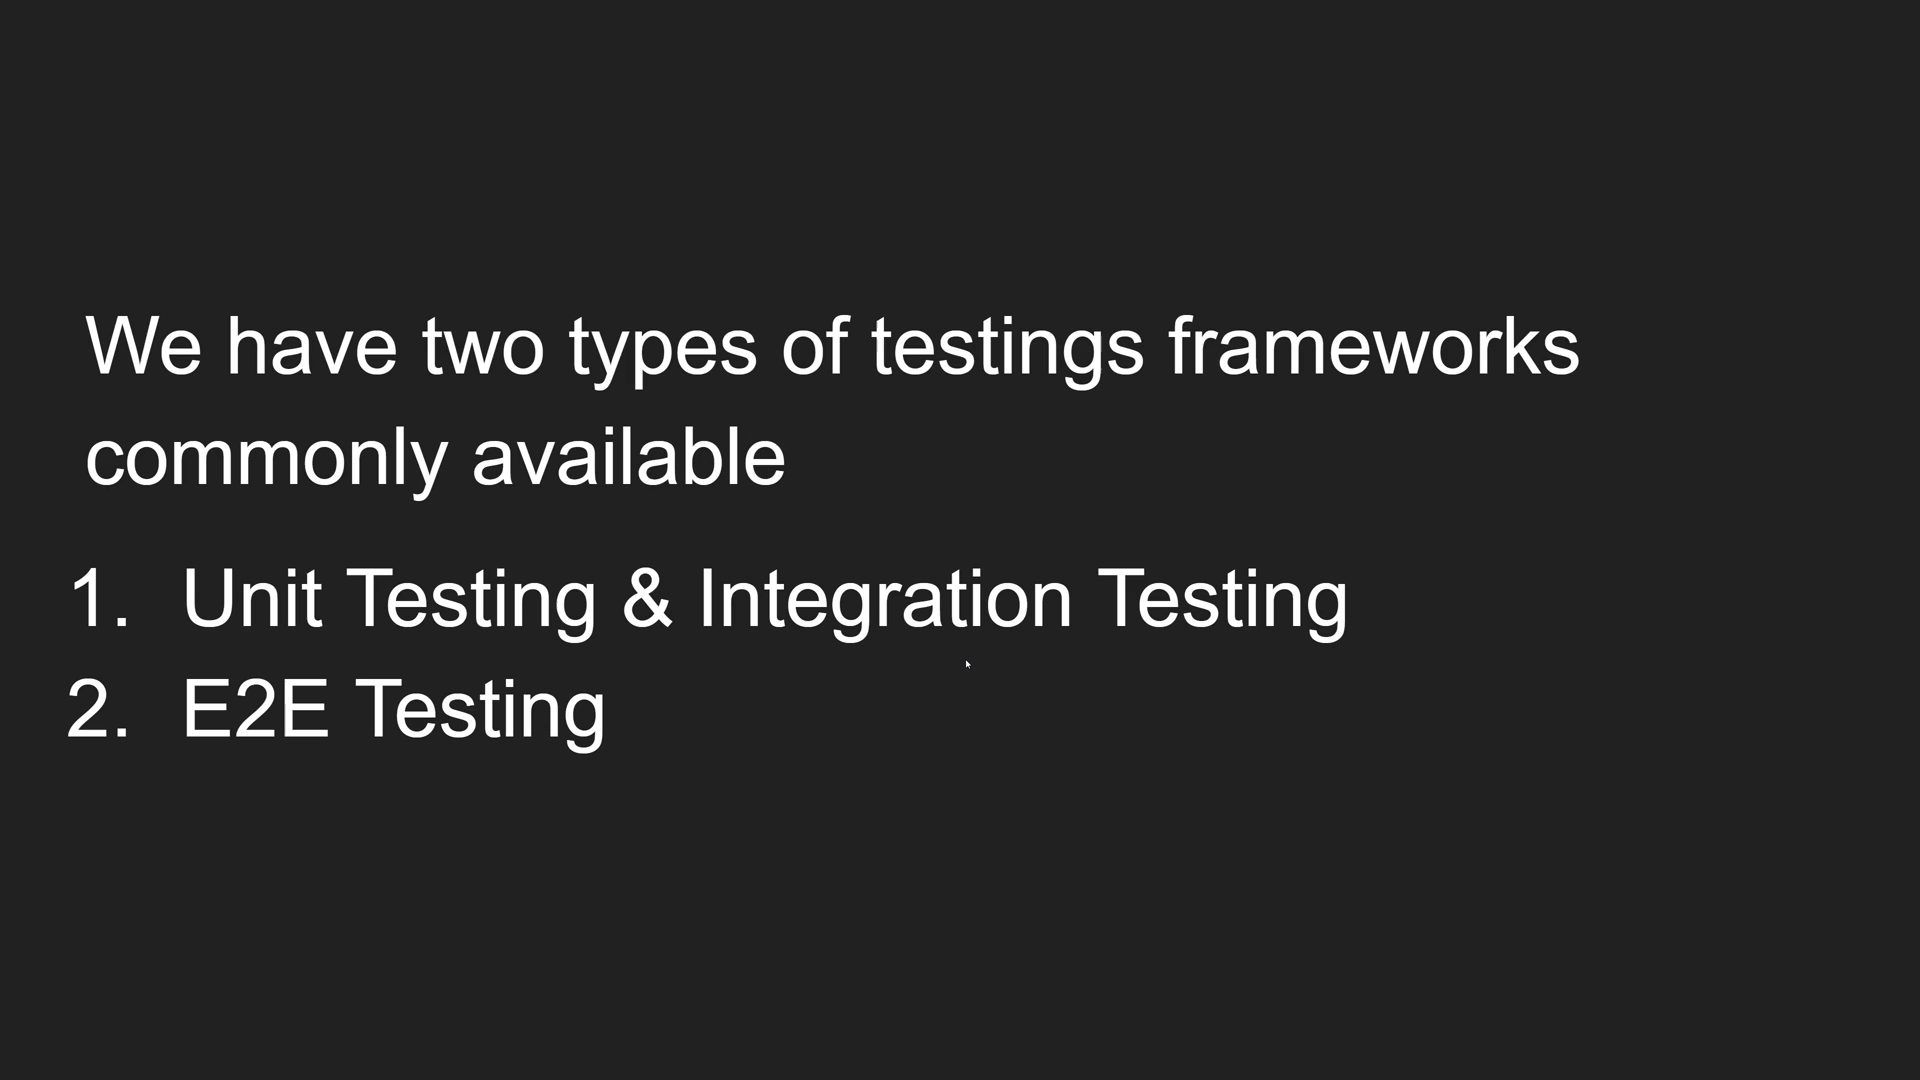 We have two types of testings frameworks
commonly available
1. Unit Testing & Integration Testing
2. E2E Testing